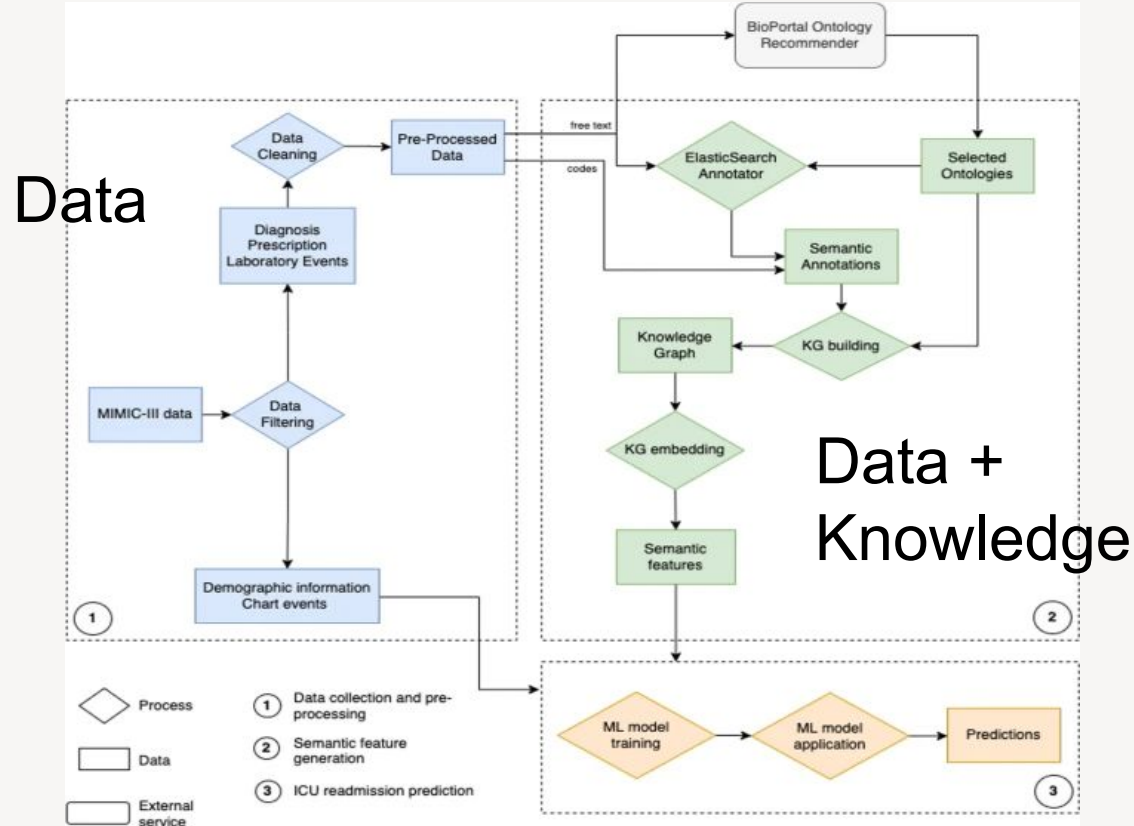 BioPortal Ontology
Recommender
Data
Cleaning
Pre-Processed
Data
free text
codes
ElasticSearch
Annotator
Selected
Ontologies
Data
Diagnosis
Prescription
Laboratory Events
Semantic
Annotations
Knowledge
Graph
KG building
MIMIC-III data
Data
Filtering
KG embedding
Data +
Knowledge
Semantic
features
Demographic information
Chart events
1
2
Process
1
Data collection and pre-
processing
Data
2
Semantic feature
generation
External
service
3
ICU readmission prediction
ML model
training
ML model
application
Predictions
3